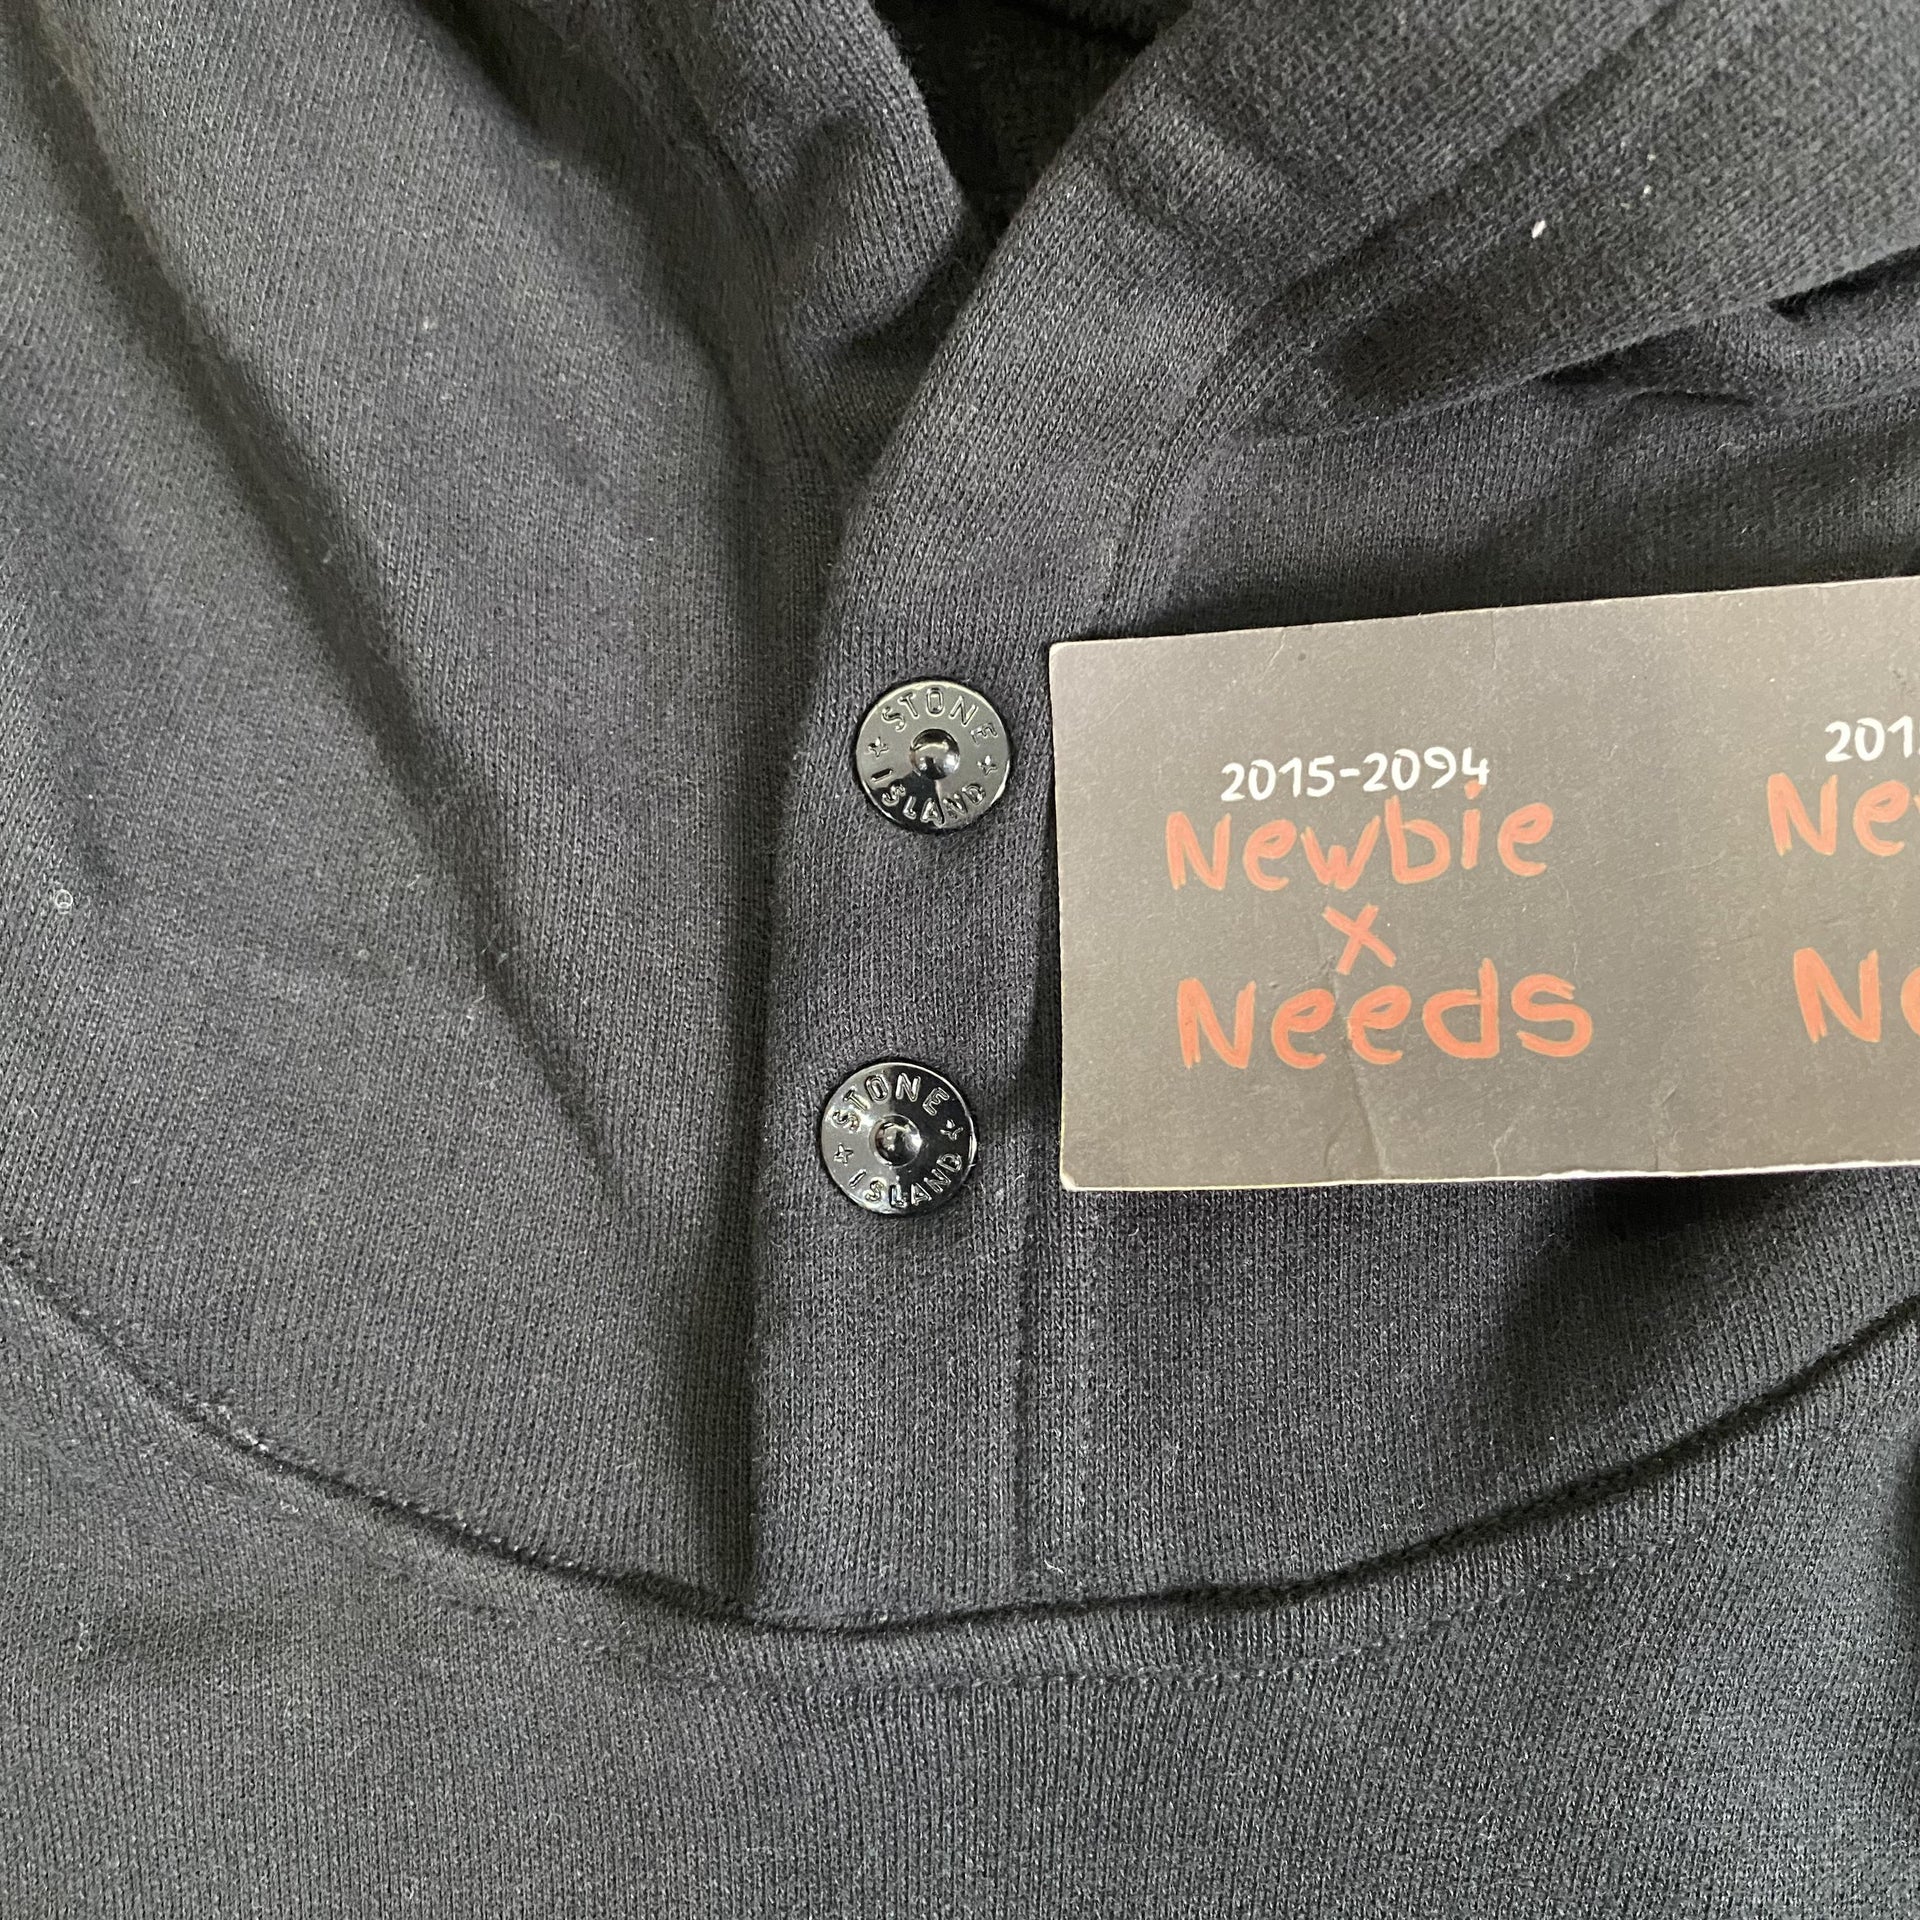 STONE
ISLAND
STONE
ISLAND
2015-2094
Newbie
x
Needs